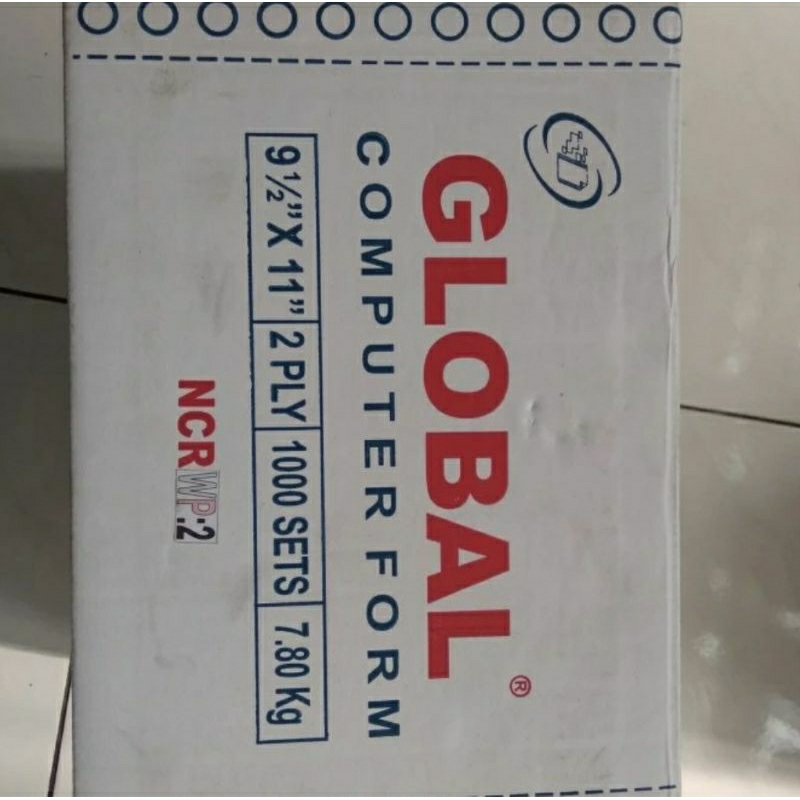 GLOBAL®
COMPUTER FORM
9 ½” X 11” 2 PLY 1000 SETS 7.80 Kg
NCR WP:2